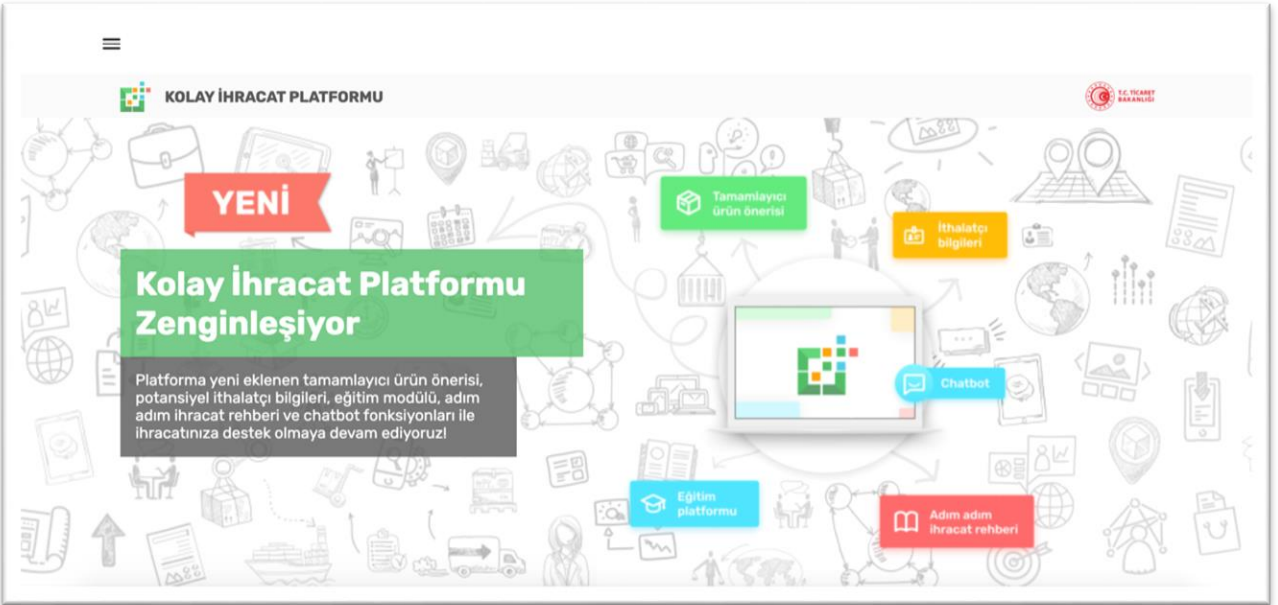 KOLAY İHRACAT PLATFORMU
T.C. TİCARET
BAKANLIĞI
YENİ
Kolay İhracat Platformu
Zenginleşiyor
Platforma yeni eklenen tamamlayıcı ürün önerisi,
potansiyel ithalatçı bilgileri, eğitim modülü, adım
adım ihracat rehberi ve chatbot fonksiyonları ile
ihracatınıza destek olmaya devam ediyoruz!
Tamamlayıcı
ürün önerisi
İthalatçı
bilgileri
Chatbot
Eğitim
platformu
Adım adım
ihracat rehberi